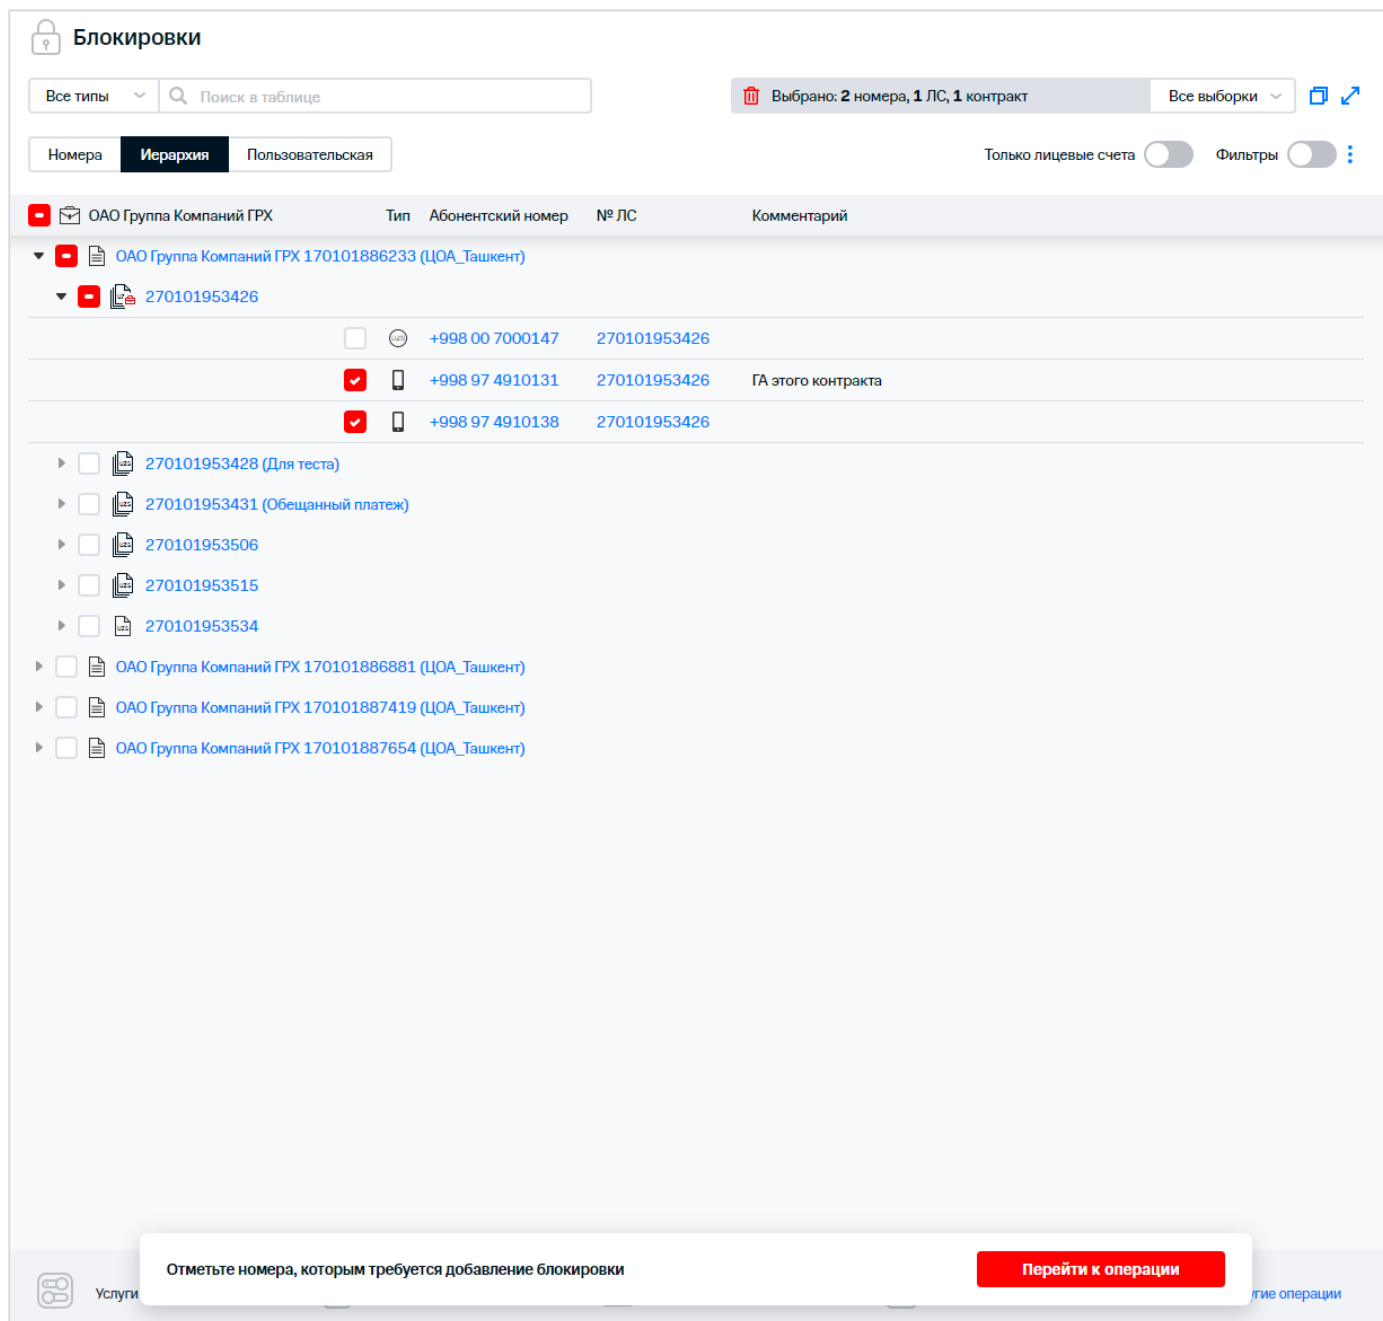 Блокировки
Все типы Поиск в таблице Выбрано: 2 номера, 1 ЛС, 1 контракт Все выборки
Номера Иерархия Пользовательская Только лицевые счета Фильтры
ОАО Группа Компаний ГРХ Тип Абонентский номер № ЛС Комментарий
ОАО Группа Компаний ГРХ 170101886233 (ЦОА_Ташкент)
270101953426
+998 00 7000147 270101953426
+998 97 4910131 270101953426 ГА этого контракта
+998 97 4910138 270101953426
270101953428 (Для теста)
270101953431 (Обещанный платеж)
270101953506
270101953515
270101953534
ОАО Группа Компаний ГРХ 170101886881 (ЦОА_Ташкент)
ОАО Группа Компаний ГРХ 170101887419 (ЦОА_Ташкент)
ОАО Группа Компаний ГРХ 170101887654 (ЦОА_Ташкент)
Отметьте номера, которым требуется добавление блокировки Перейти к операции
Услуги операции